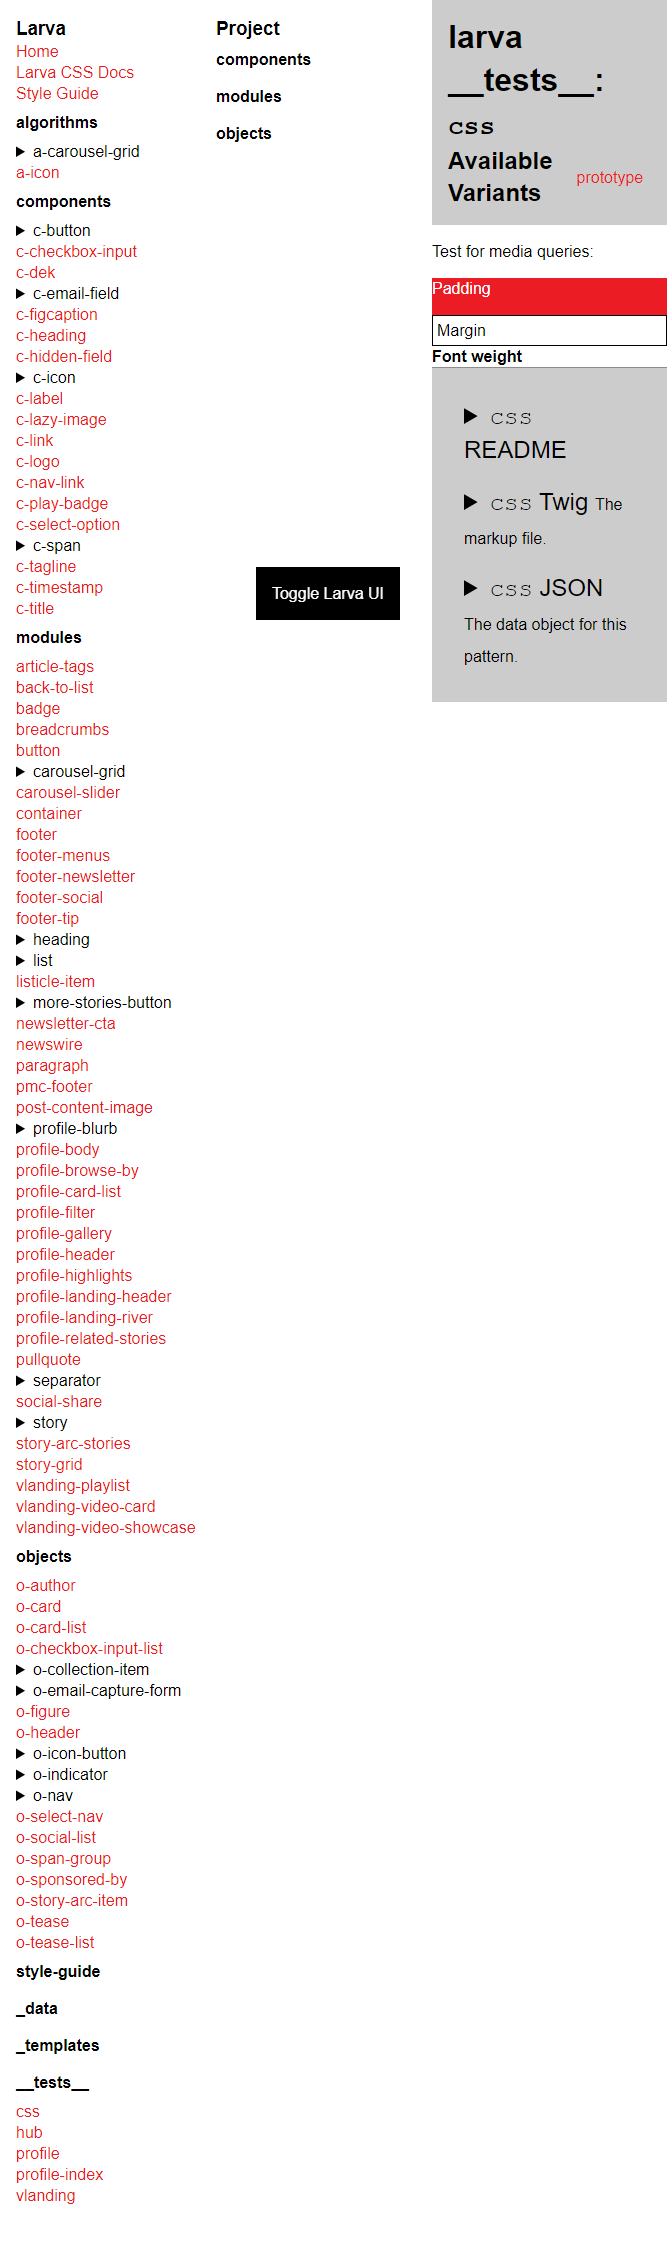 Larva
Home
Larva CSS Docs
Style Guide
algorithms
a-carousel-grid
a-icon
components
c-button
c-checkbox-input
c-dek
c-email-field
c-figcaption
c-heading
c-hidden-field
c-icon
c-label
c-lazy-image
c-link
c-logo
c-nav-link
c-play-badge
c-select-option
c-span
c-tagline
c-timestamp
c-title
modules
article-tags
back-to-list
badge
breadcrumbs
button
carousel-grid
carousel-slider
container
footer
footer-menus
footer-newsletter
footer-social
footer-tip
heading
list
listicle-item
more-stories-button
newsletter-cta
newswire
paragraph
pmc-footer
post-content-image
profile-blurb
profile-body
profile-browse-by
profile-card-list
profile-filter
profile-gallery
profile-header
profile-highlights
profile-landing-header
profile-landing-river
profile-related-stories
pullquote
separator
social-share
story
story-arc-stories
story-grid
vlanding-playlist
vlanding-video-card
vlanding-video-showcase
objects
o-author
o-card
o-card-list
o-checkbox-input-list
o-collection-item
o-email-capture-form
o-figure
o-header
o-icon-button
o-indicator
o-nav
o-select-nav
o-social-list
o-span-group
o-sponsored-by
o-story-arc-item
o-tease
o-tease-list
style-guide
_data
_templates
__tests__
css
hub
profile
profile-index
vlanding
Project
components
modules
objects
Toggle Larva UI
larva
__tests__:
css
Available
Variants
prototype
Test for media queries:
Padding
Margin
Font weight
css
README
css Twig The
markup file.
css JSON
The data object for this
pattern.